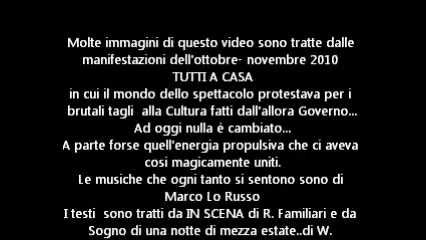 Molte immagini di questo video sono tratte dalle
manifestazioni dell'ottobre- novembre 2010
TUTTI A CASA
in cui il mondo dello spettacolo protestava per i
brutali tagli alla Cultura fatti dall'allora Governo...
Ad oggi nulla è cambiato...
A parte forse quell'energia propulsiva che ci aveva
cosi magicamente uniti.
Le musiche che ogni tanto si sentono sono di
Marco Lo Russo
I testi sono tratti da IN SCENA di R. Familiari e da
Sogno di una notte di mezza estate..di W.